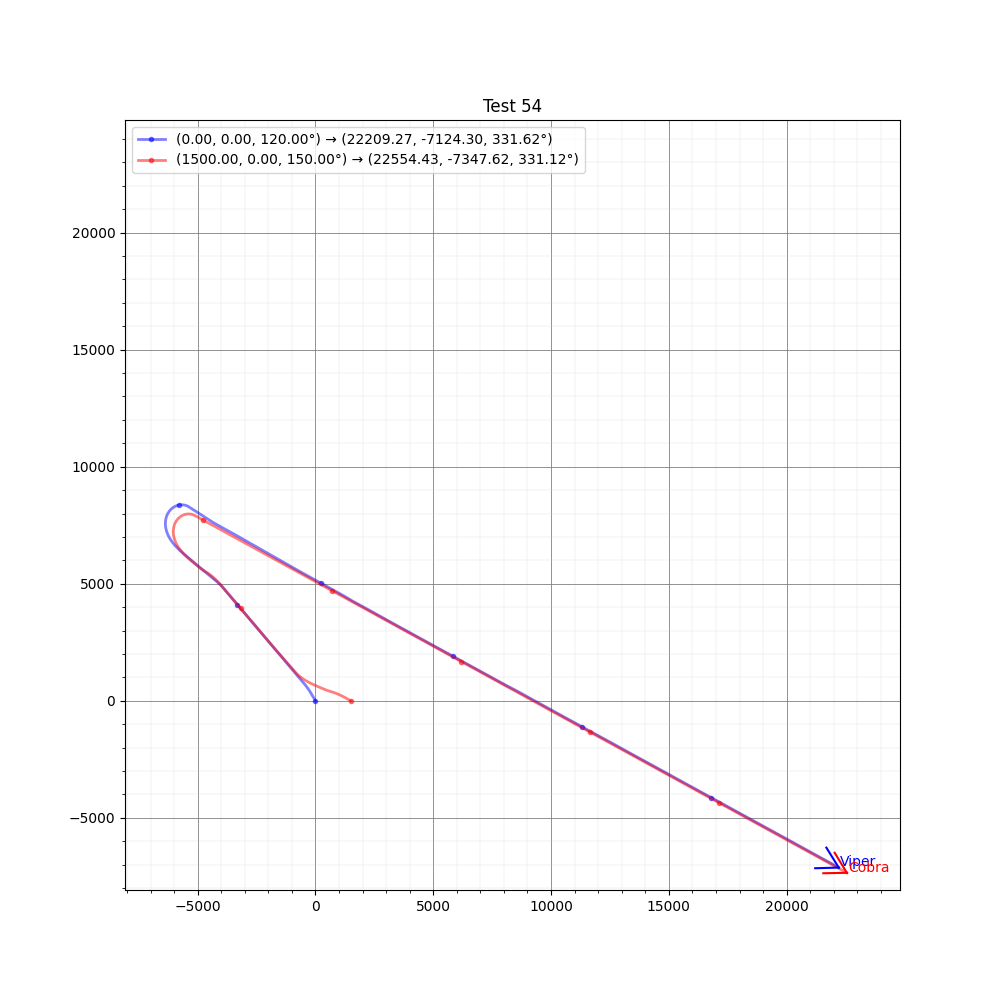 Test 54
(0.00, 0.00, 120.00°) → (22209.27, -7124.30, 331.62°)
(1500.00, 0.00, 150.00°) → (22554.43, -7347.62, 331.12°)
20000
15000
10000
5000
0
−5000
Viper
Cobra
−5000 0 5000 10000 15000 20000